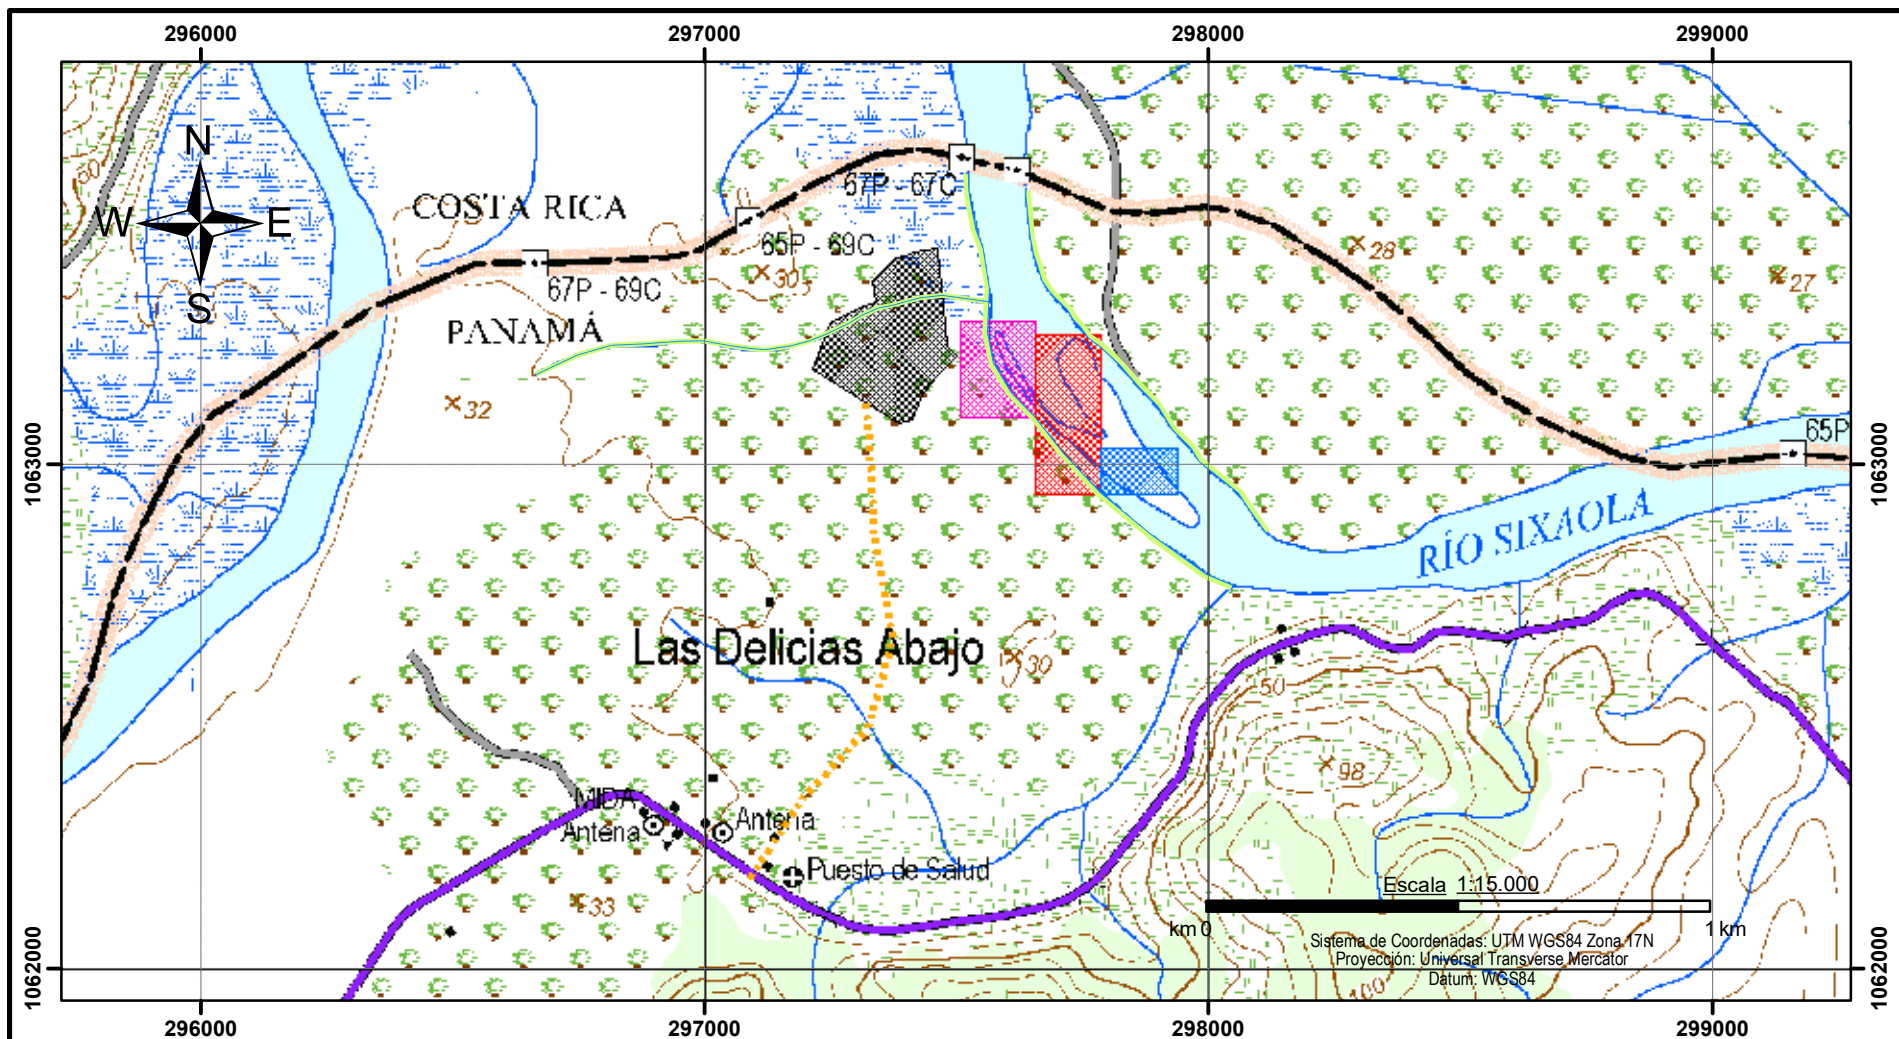 296000
297000
298000
299000
N
W
E
S
60
COSTA RICA
67P - 67C
65P - 69C
28
27
30
67P - 69C
PANAMÁ
32
1063000
65P
1063000
RÍO SIXAOLA
Las Delicias Abajo
30
50
98
MIDA
Antena
Antena
Puesto de Salud
33
Escala 1:15.000
km 0
1 km
Sistema de Coordenadas: UTM WGS84 Zona 17N
Proyección: Universal Transverse Mercator
Datum: WGS84
100
1062000
1062000
296000
297000
298000
299000